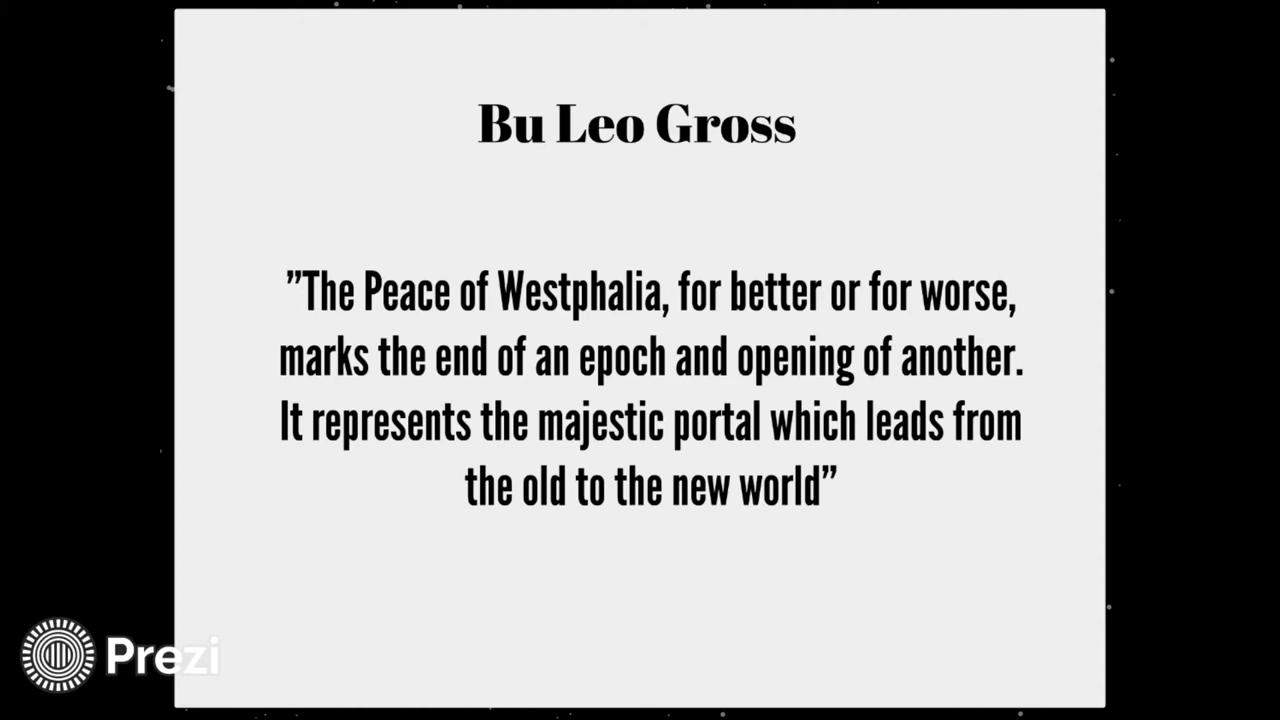 Bu Leo Gross
”The Peace of Westphalia, for better or for worse,
marks the end of an epoch and opening of another.
It represents the majestic portal which leads from
the old to the new world”
Prezi